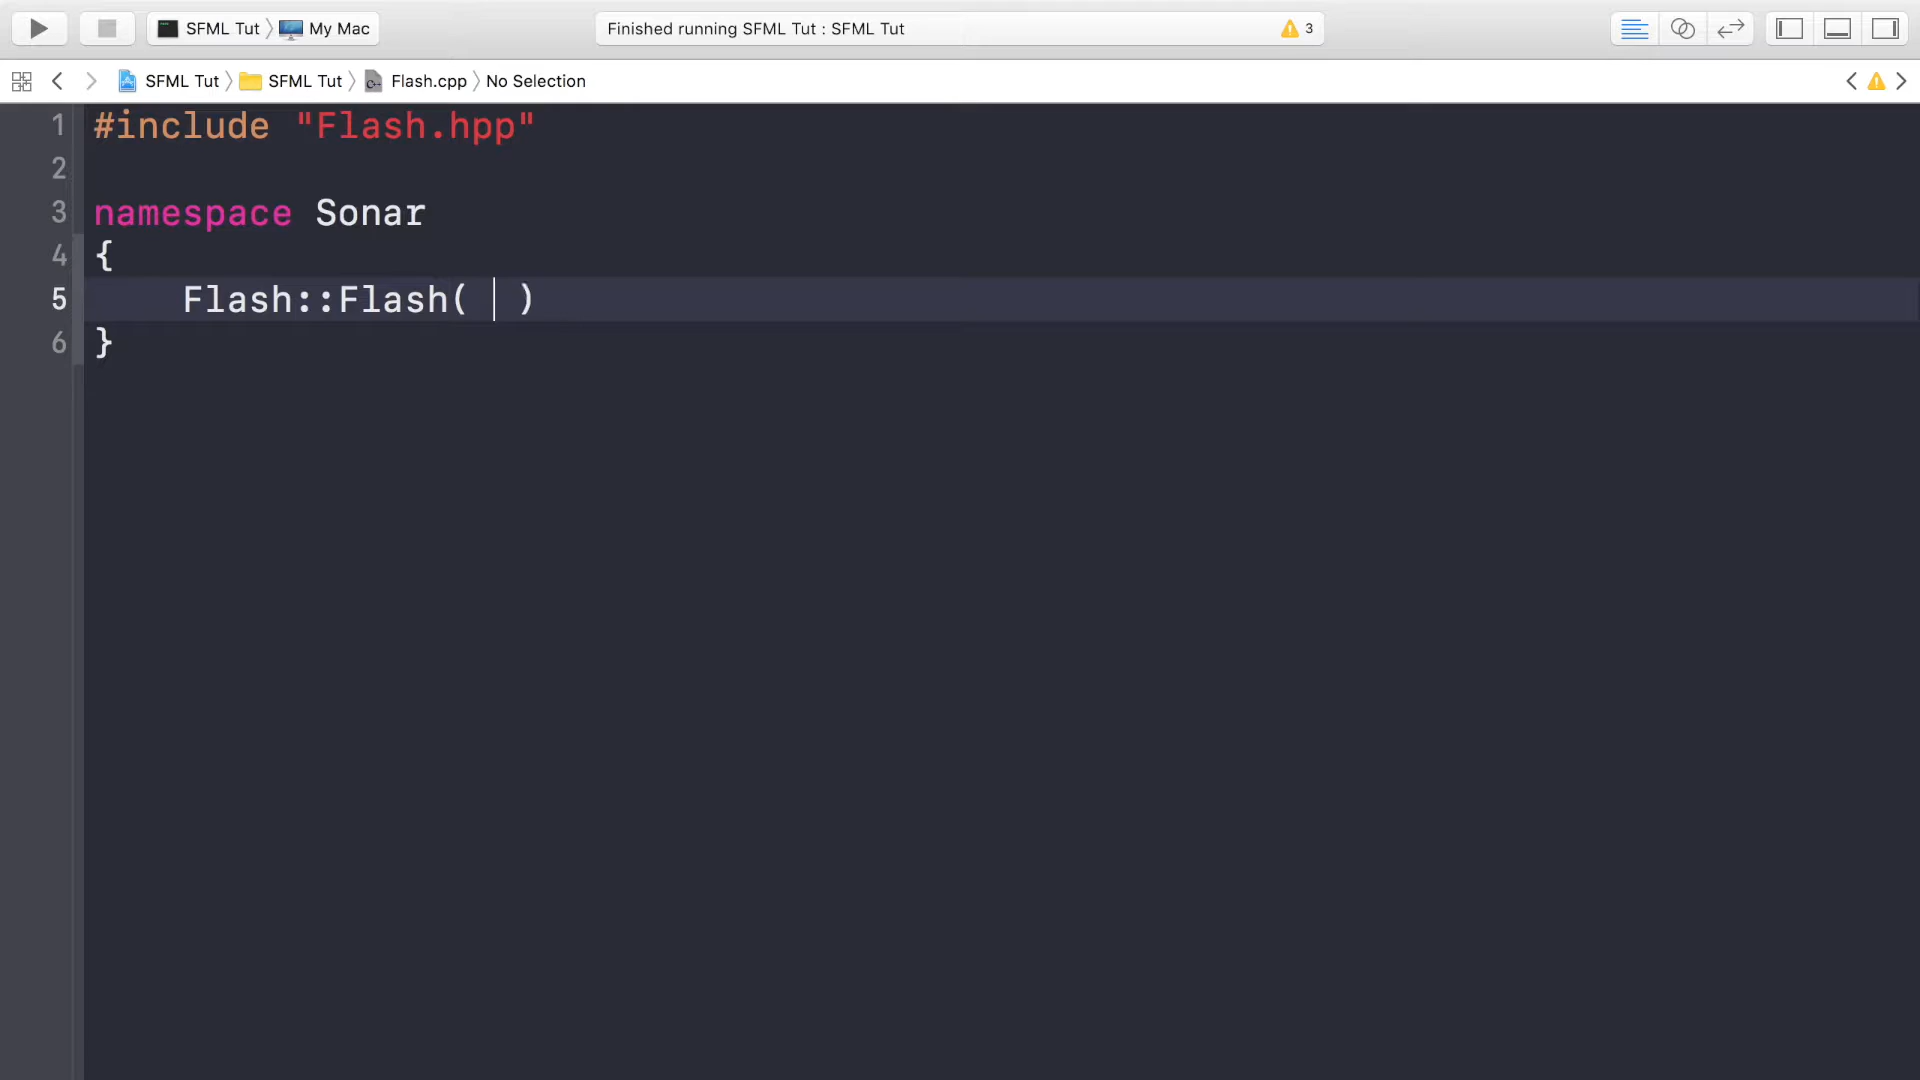 SFML Tut My Mac Finished running SFML Tut : SFML Tut 3
SFML Tut SFML Tut Flash.cpp No Selection
1 #include "Flash.hpp"
2
3 namespace Sonar
4 {
5 Flash::Flash(  )
6 }